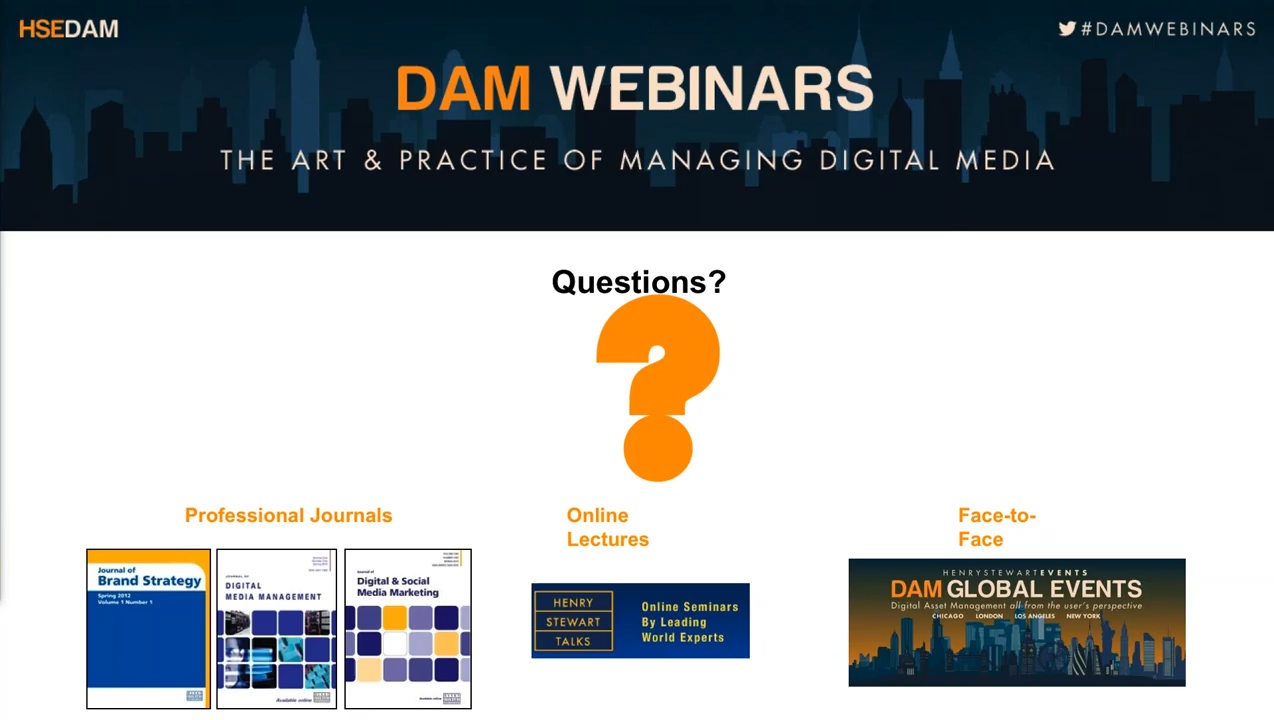 HSEDAM
#DAMWEBINARS
DAM WEBINARS
THE ART & PRACTICE OF MANAGING DIGITAL MEDIA
Questions?
?
Professional Journals
Online
Lectures
Face-to-
Face
Journal of
Brand Strategy
Spring 2012
Volume 1 Number 1
JOURNAL OF
DIGITAL
MEDIA MANAGEMENT
Available online
Journal of
Digital & Social
Media Marketing
Available online
HENRY
STEWART
TALKS
Online Seminars
By Leading
World Experts
HENRYSTEWARTEVENTS
DAM GLOBAL EVENTS
Digital Asset Management all from the user's perspective
CHICAGO LONDON LOS ANGELES NEW YORK